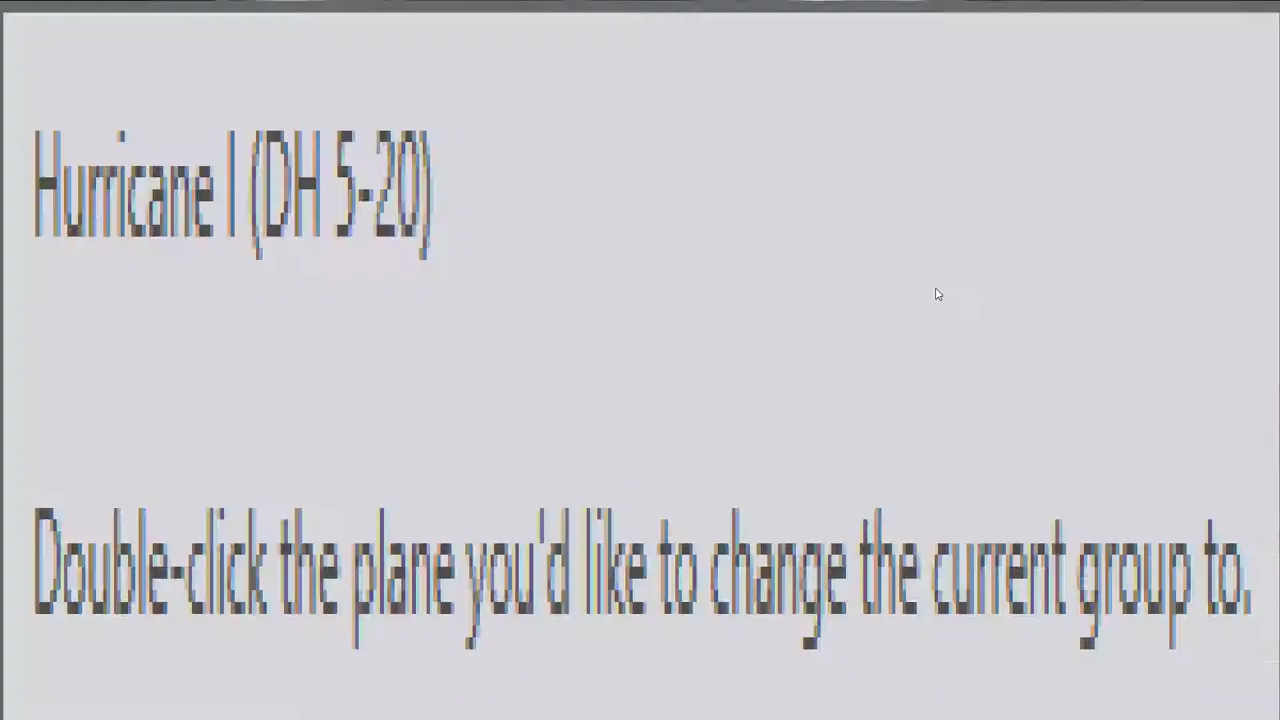 Hurricane I (DH 5-20)
Double-click the plane you'd like to change the current group to.